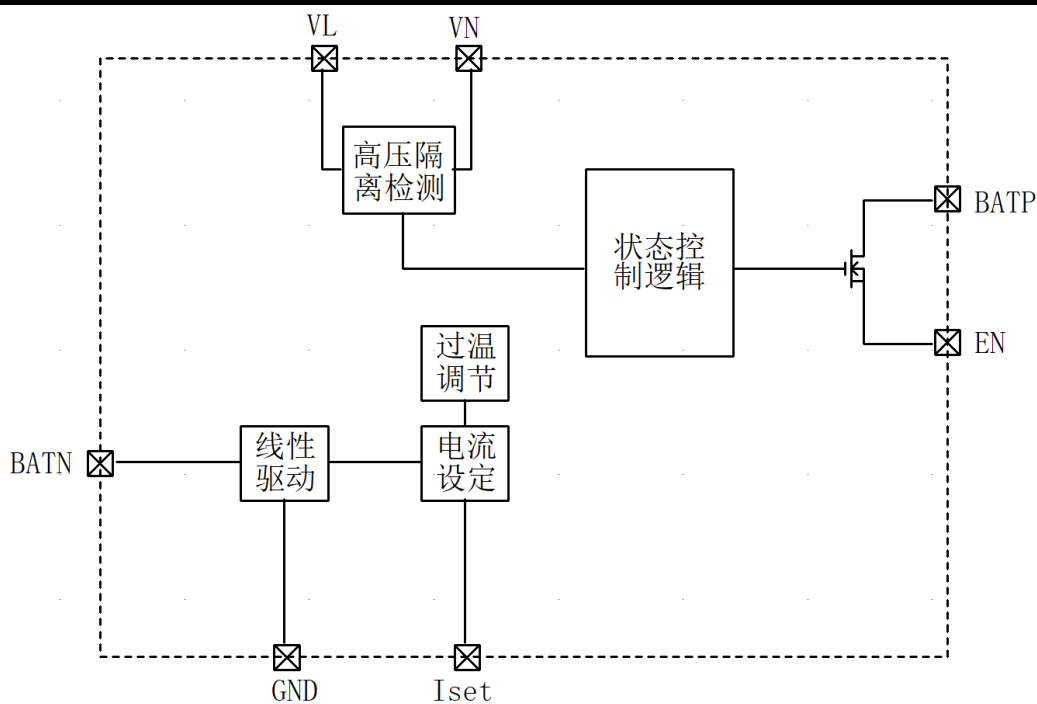 VL
VN
高压隔
离检测
状态控
制逻辑
BATP
EN
过温
调节
BATN
线性
驱动
电流
设定
GND
Iset